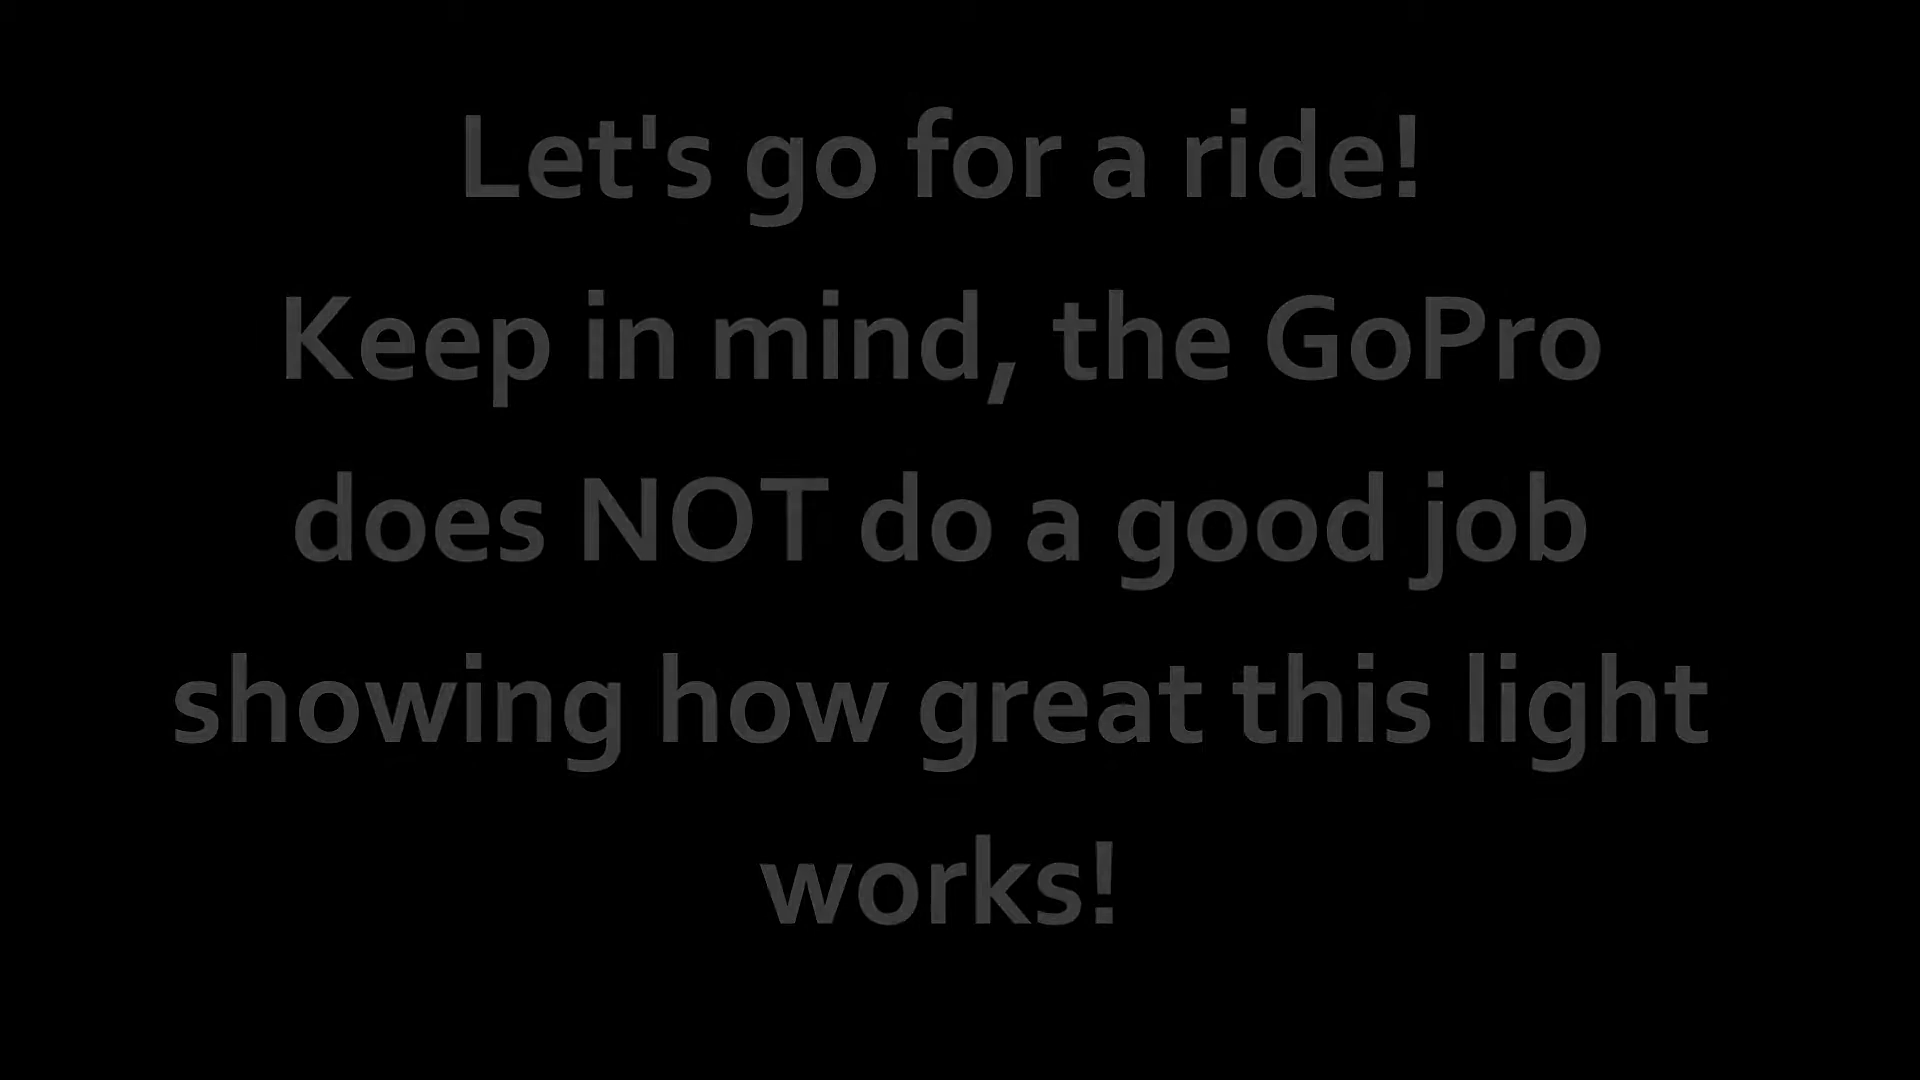 Let's go for a ride!
Keep in mind, the GoPro
does NOT do a good job
showing how great this light
works!